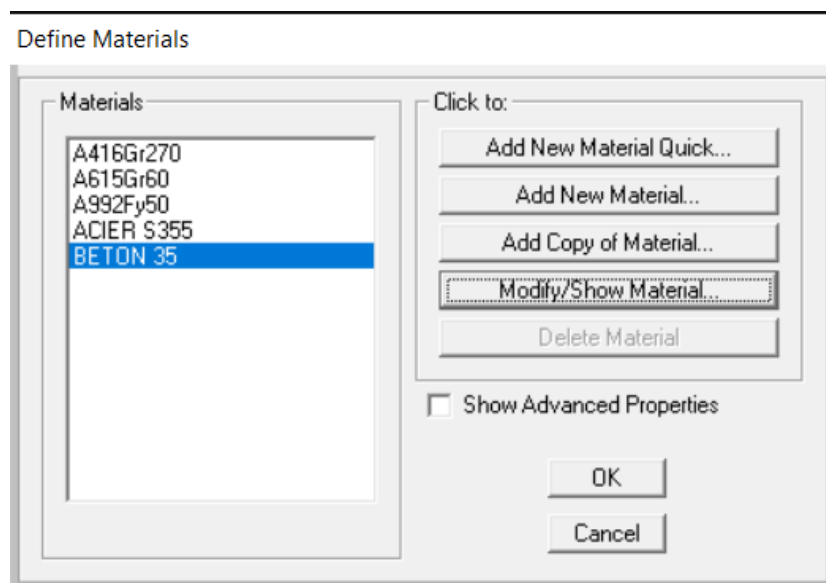 Define Materials
Materials
A416Gr270
A615Gr60
A992Fy50
ACIER S355
BETON 35
Click to:
Add New Material Quick...
Add New Material...
Add Copy of Material...
Modify/Show Material...
Delete Material
Show Advanced Properties
OK
Cancel